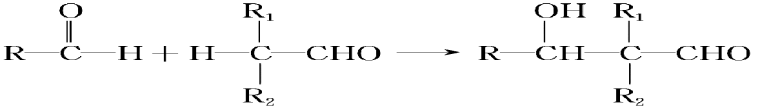 O OH
R₁ R₁
R—C—H + H—C—CHO ⟶ R—CH—C—CHO
R₂ R₂